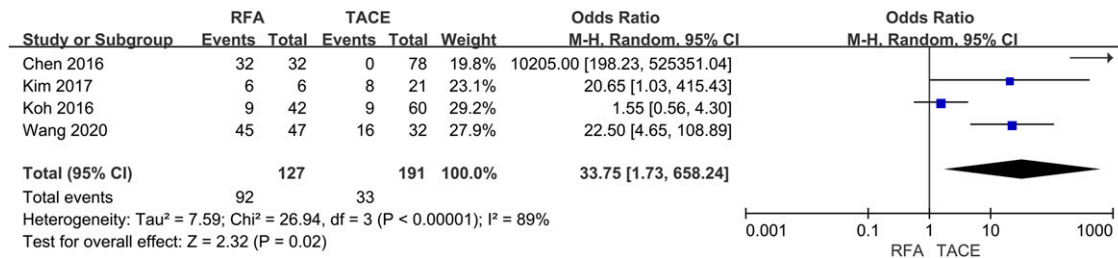 RFA TACE Odds Ratio Odds Ratio
Study or Subgroup Events Total Events Total Weight M-H, Random, 95% CI M-H, Random, 95% CI
Chen 2016 32 32 0 78 19.8% 10205.00 [198.23, 525351.04]
Kim 2017 6 6 8 21 23.1% 20.65 [1.03, 415.43]
Koh 2016 9 42 9 60 29.2% 1.55 [0.56, 4.30]
Wang 2020 45 47 16 32 27.9% 22.50 [4.65, 108.89]
Total (95% CI) 127 191 100.0% 33.75 [1.73, 658.24]
Total events 92 33
Heterogeneity: Tau² = 7.59; Chi² = 26.94, df = 3 (P < 0.00001); I² = 89%
Test for overall effect: Z = 2.32 (P = 0.02)
0.001 0.1 1 10 1000
RFA TACE